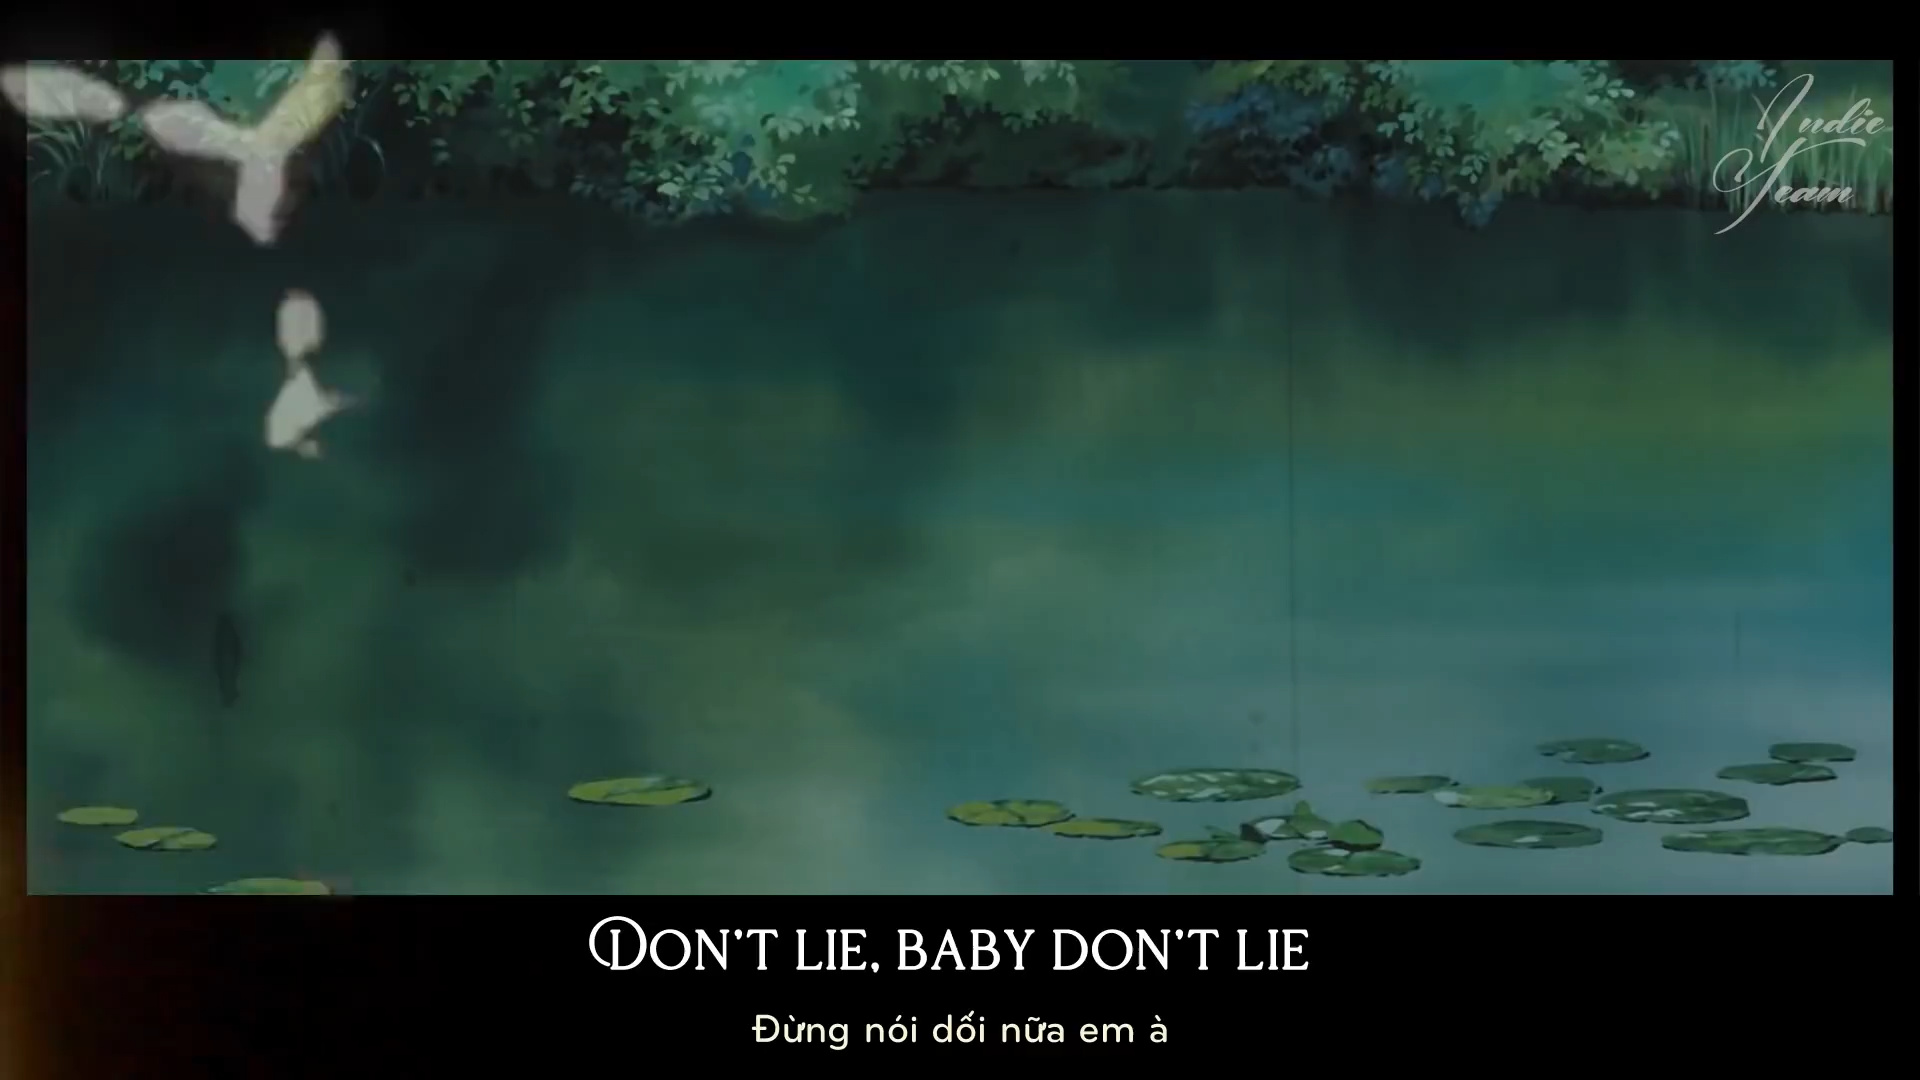 Indie
Team
DON'T LIE, BABY DON'T LIE
Đừng nói dối nữa em à